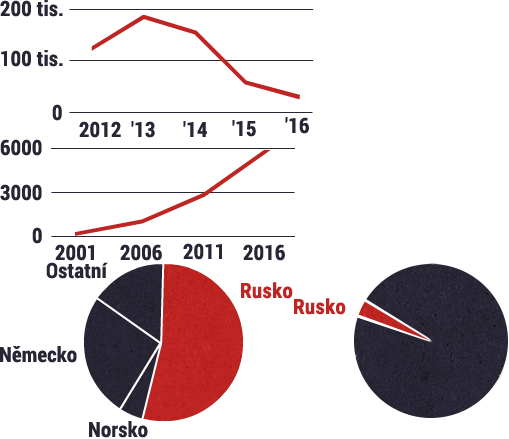 200 tis.
100 tis.
0
2012 '13 '14 '15 '16
6000
3000
0
2001 2006 2011 2016
Ostatní
Rusko
Rusko
Německo
Norsko